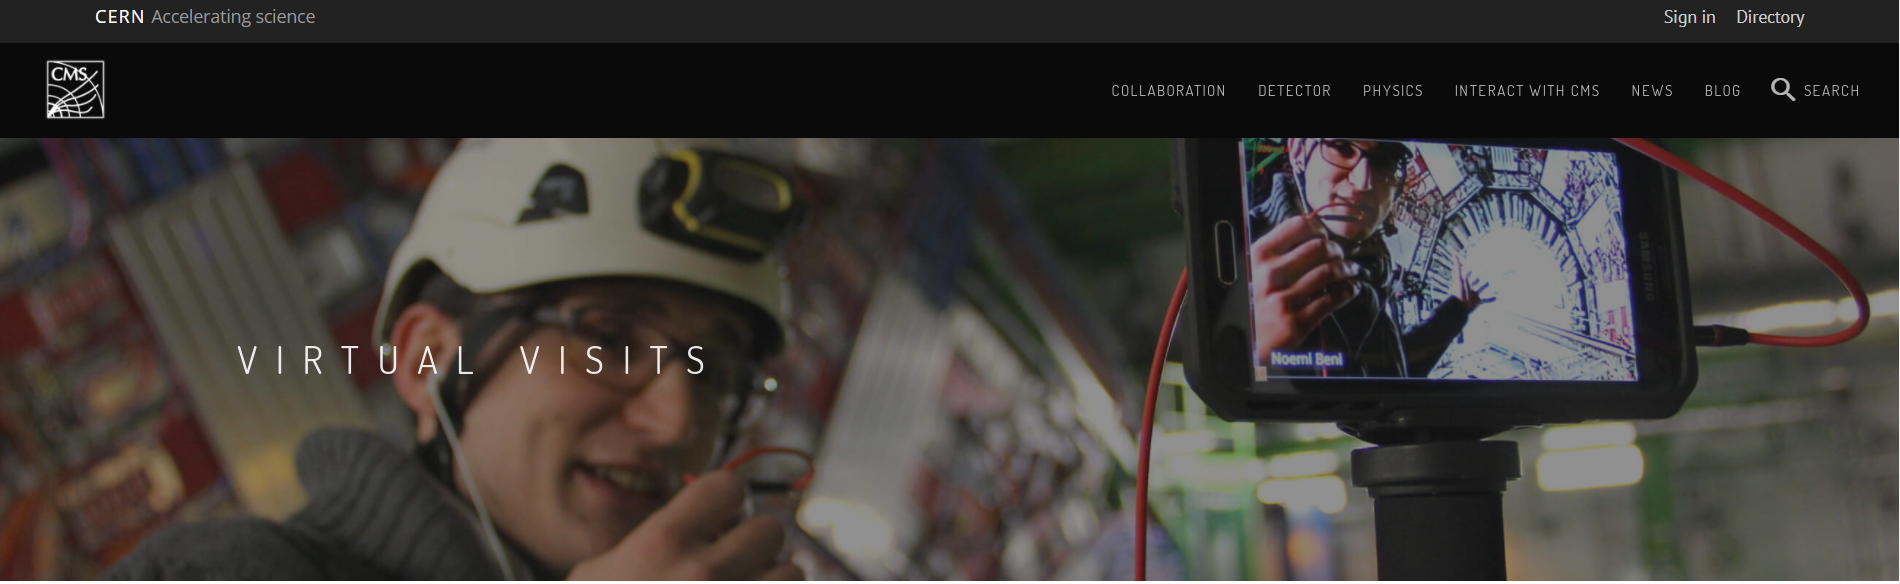 CERN Accelerating science
Sign in Directory
CMS
COLLABORATION DETECTOR PHYSICS INTERACT WITH CMS NEWS BLOG SEARCH
VIRTUAL VISITS
SAMSUNG
Noemi Beni